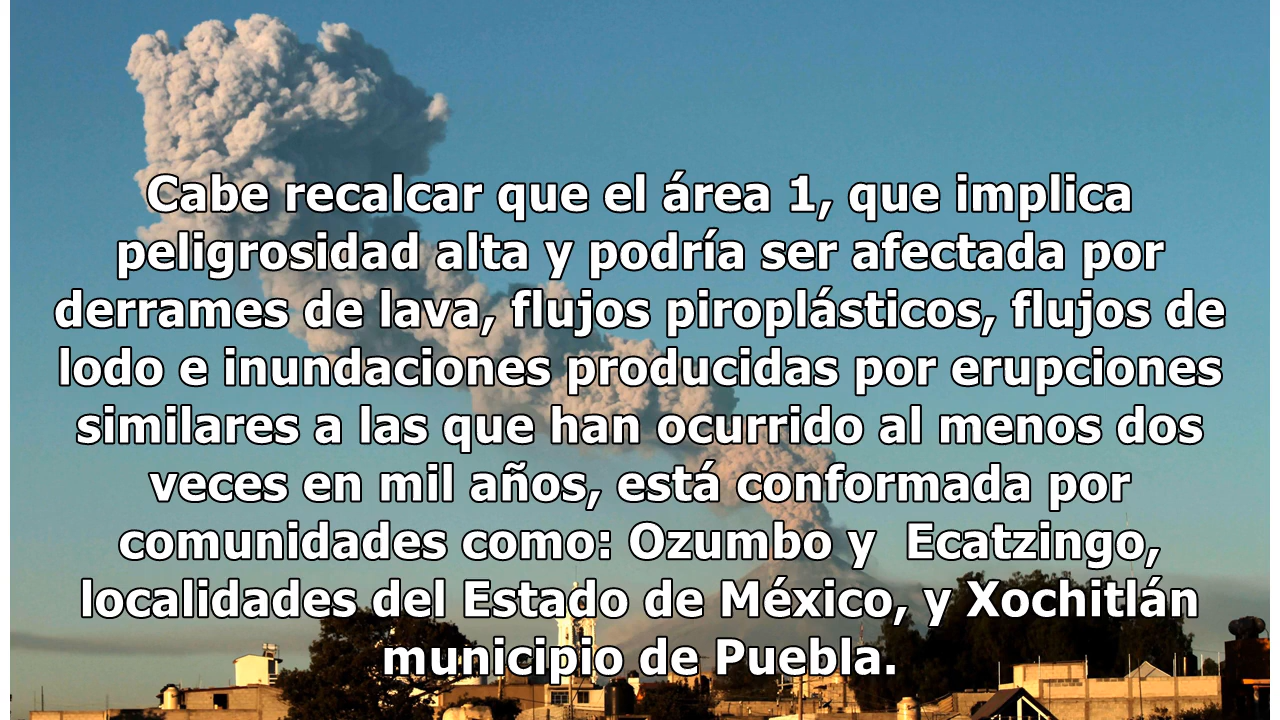 Cabe recalcar que el área 1, que implica
peligrosidad alta y podría ser afectada por
derrames de lava, flujos piroplásticos, flujos de
lodo e inundaciones producidas por erupciones
similares a las que han ocurrido al menos dos
veces en mil años, está conformada por
comunidades como: Ozumbo y  Ecatzingo,
localidades del Estado de México, y Xochitlán
municipio de Puebla.